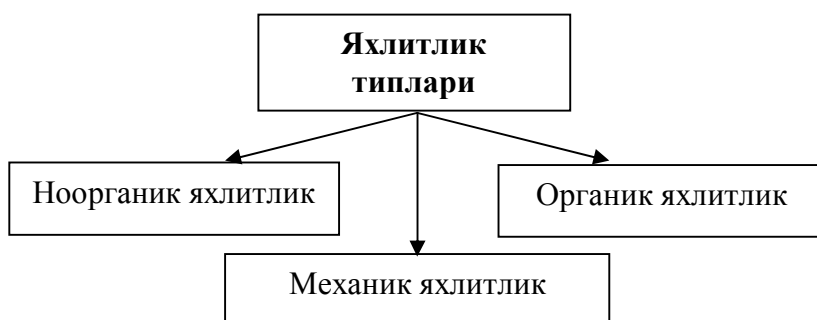 Яхлитлик
типлари
Ноорганик яхлитлик
Органик яхлитлик
Механик яхлитлик